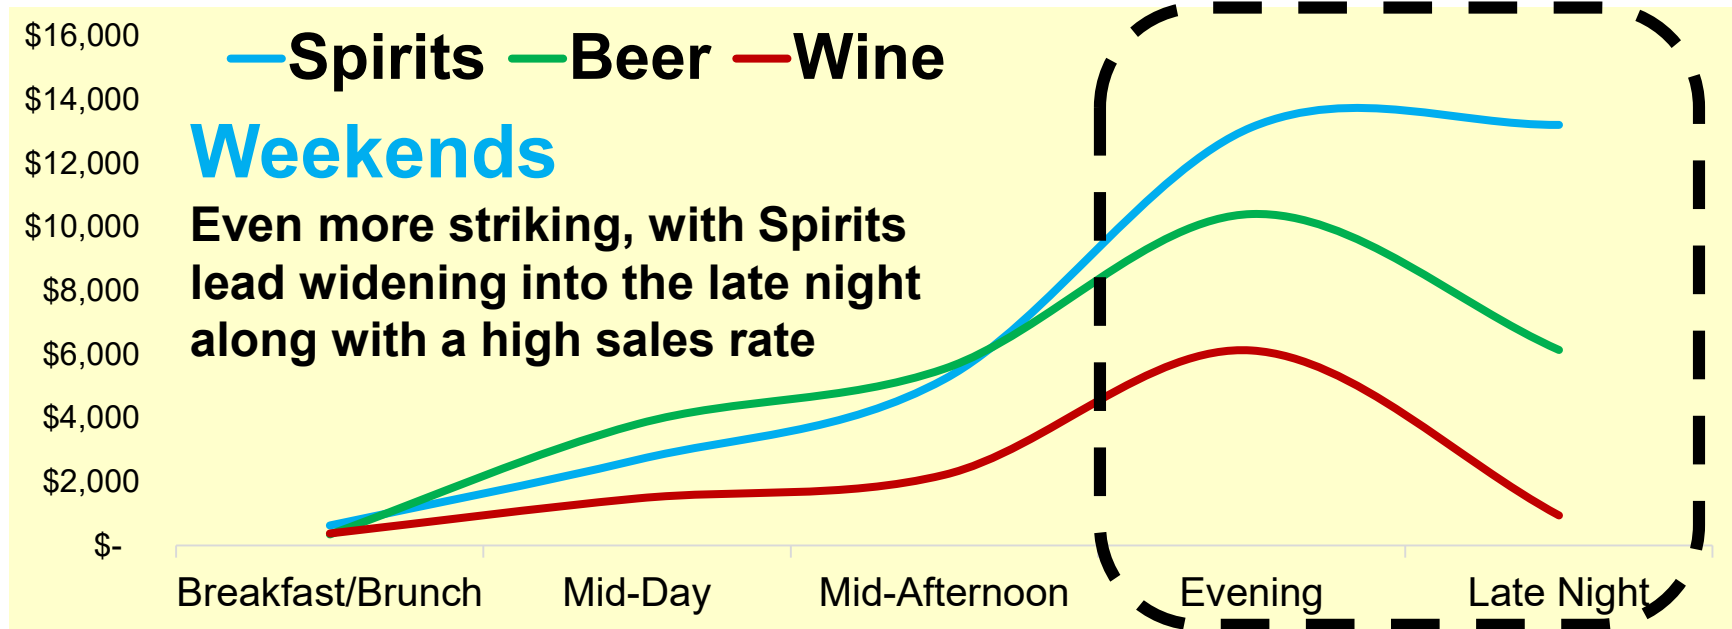 $16,000
Spirits Beer Wine
$14,000
Weekends
$12,000
Even more striking, with Spirits
$10,000
lead widening into the late night
$8,000
along with a high sales rate
$6,000
$4,000
$2,000
$-
Breakfast/Brunch Mid-Day Mid-Afternoon Evening Late Night